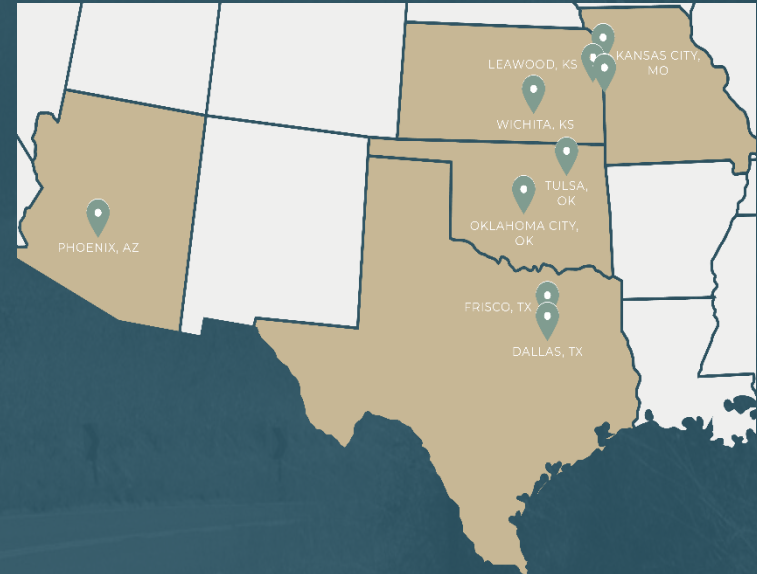 KANSAS CITY,
MO
LEAWOOD, KS
WICHITA, KS
TULSA,
OK
OKLAHOMA CITY,
OK
PHOENIX, AZ
FRISCO, TX
DALLAS, TX